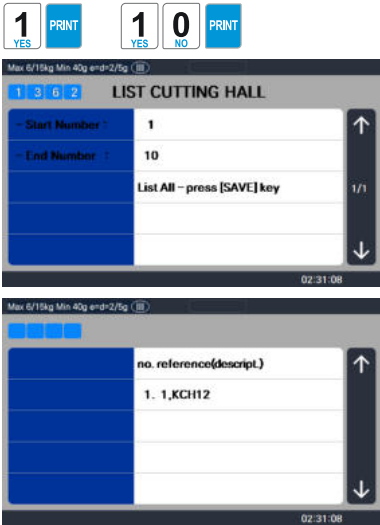 1 YES PRINT 1 YES 0 NO PRINT
Max 6/15kg Min 40g e=d=2/5g (III)
1 3 6 2 LIST CUTTING HALL
- Start Number : 1
- End Number : 10
List All - press [SAVE] key
1/1
02:31:08
Max 6/15kg Min 40g e=d=2/5g (III)
no. reference(descript.)
1. 1,KCH12
02:31:08